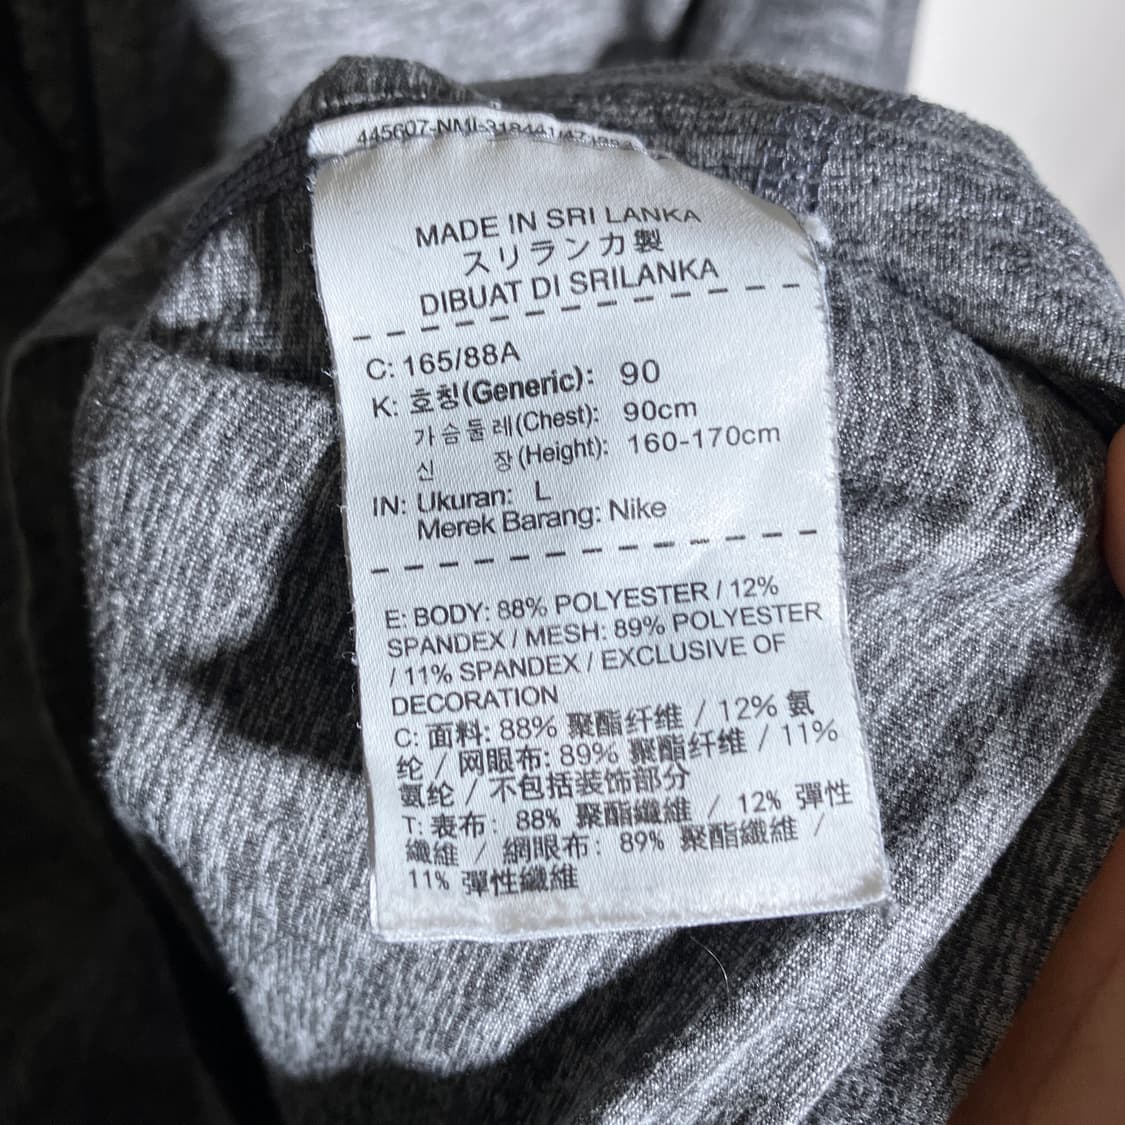 MADE IN SRI LANKA
スリランカ製
DIBUAT DI SRILANKA
C: 165/88A
K: 호칭(Generic): 90
가슴둘레(Chest): 90cm
신 장(Height): 160-170cm
IN: Ukuran: L
Merek Barang: Nike
E: BODY: 88% POLYESTER / 12%
SPANDEX / MESH: 89% POLYESTER
/ 11% SPANDEX / EXCLUSIVE OF
DECORATION
C: 面料: 88% 聚酯纤维 / 12% 氨
纶 / 网眼布: 89% 聚酯纤维 / 11%
氨纶 / 不包括装饰部分
T: 表布: 88% 聚酯纖維 / 12% 彈性
纖維 / 網眼布: 89% 聚酯纖維 /
11% 彈性纖維